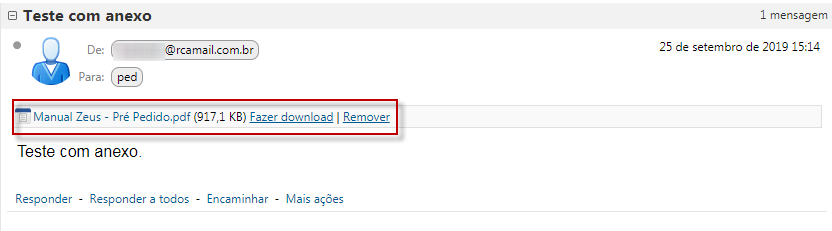 Teste com anexo
1 mensagem
De: @rcamail.com.br
25 de setembro de 2019 15:14
Para: ped
Manual Zeus - Pré Pedido.pdf (917,1 KB) Fazer download | Remover
Teste com anexo.
Responder - Responder a todos - Encaminhar - Mais ações